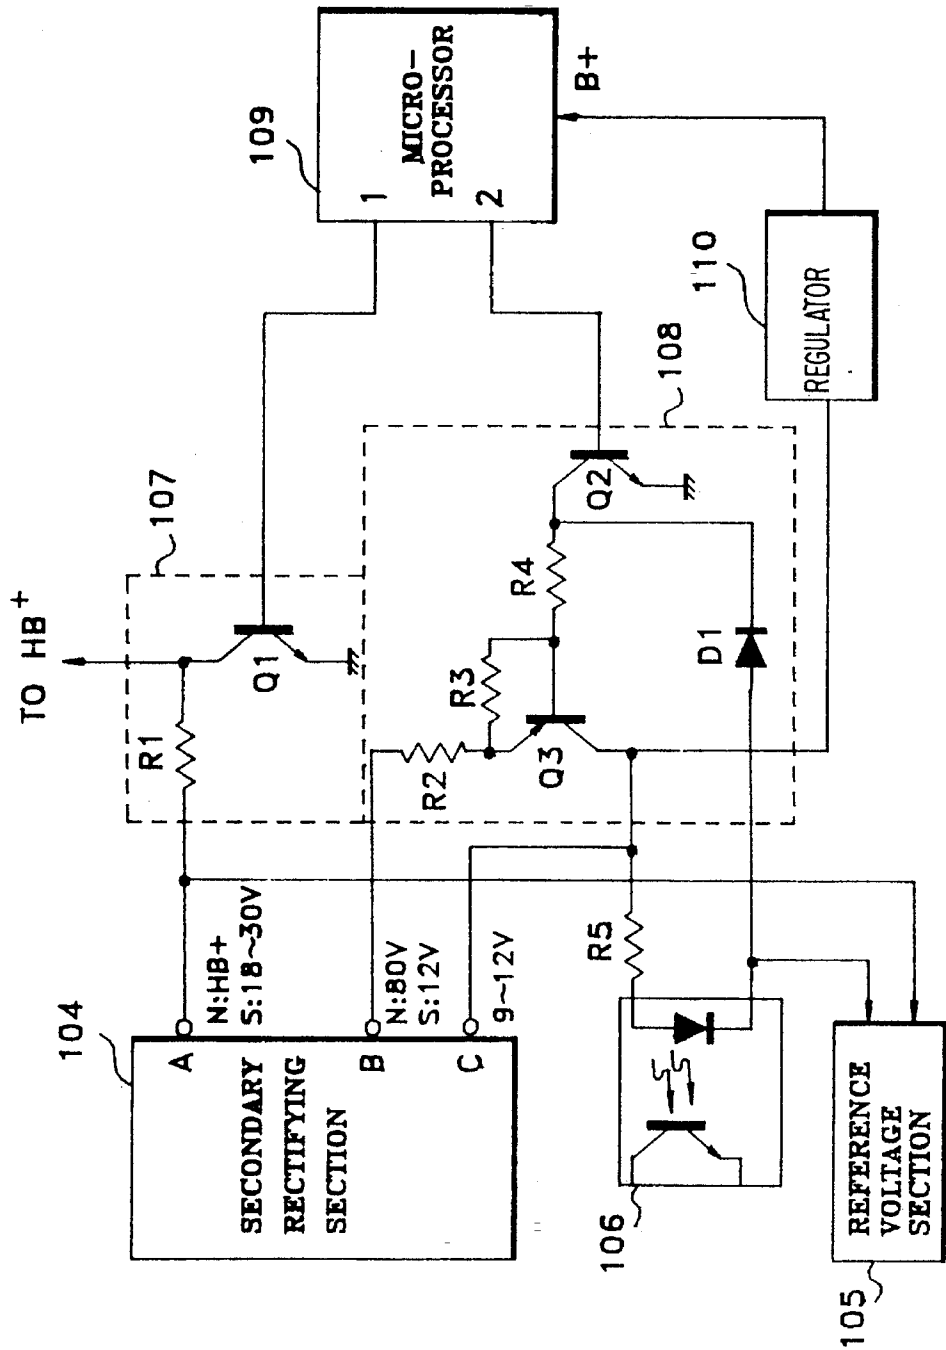 104
SECONDARY
RECTIFYING
SECTION
A
N:HB+
S:18~30V
B
N:80V
S:12V
C
9~12V
TO HB+
107
R1
Q1
108
R2
R3
Q3
R4
Q2
D1
R5
106
105
REFERENCE
VOLTAGE
SECTION
109
MICRO-
PROCESSOR
1
2
B+
110
REGULATOR